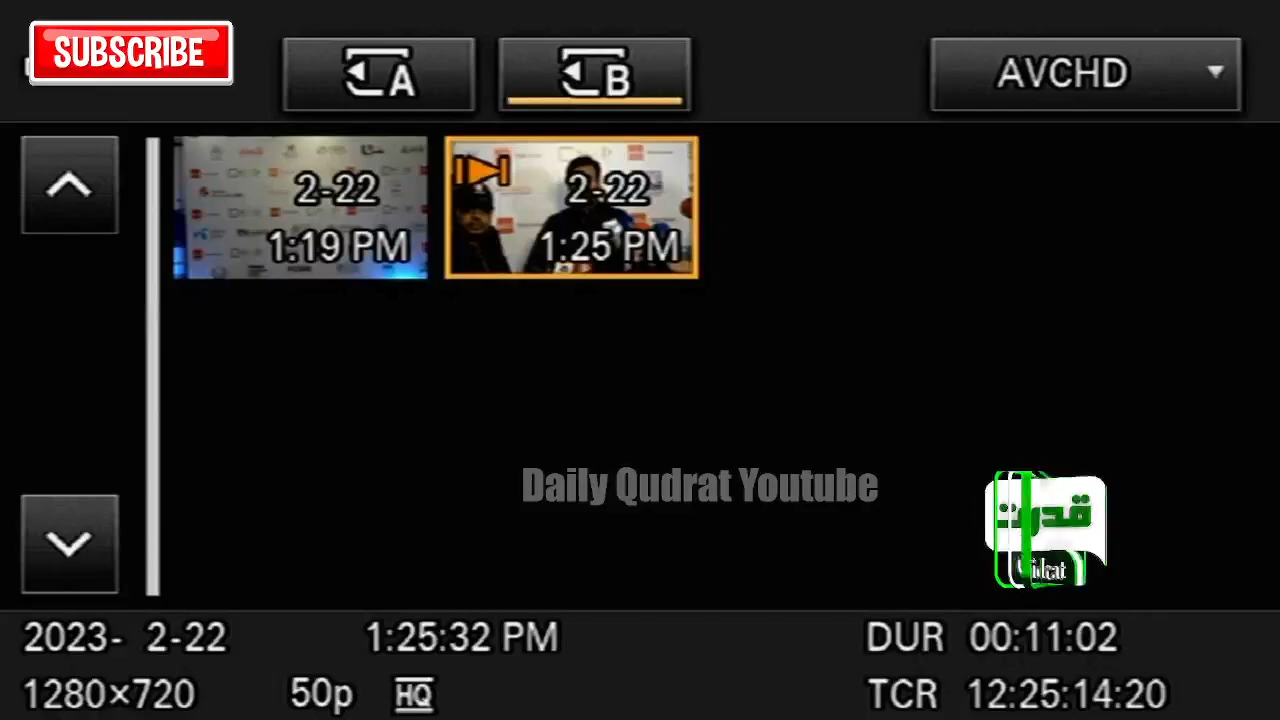 SUBSCRIBE
A
B
AVCHD
2-22
1:19 PM
2-22
1:25 PM
Daily Qudrat Youtube
قدرت
2023- 2-22
1:25:32 PM
DUR 00:11:02
1280×720
50p
HQ
TCR 12:25:14:20